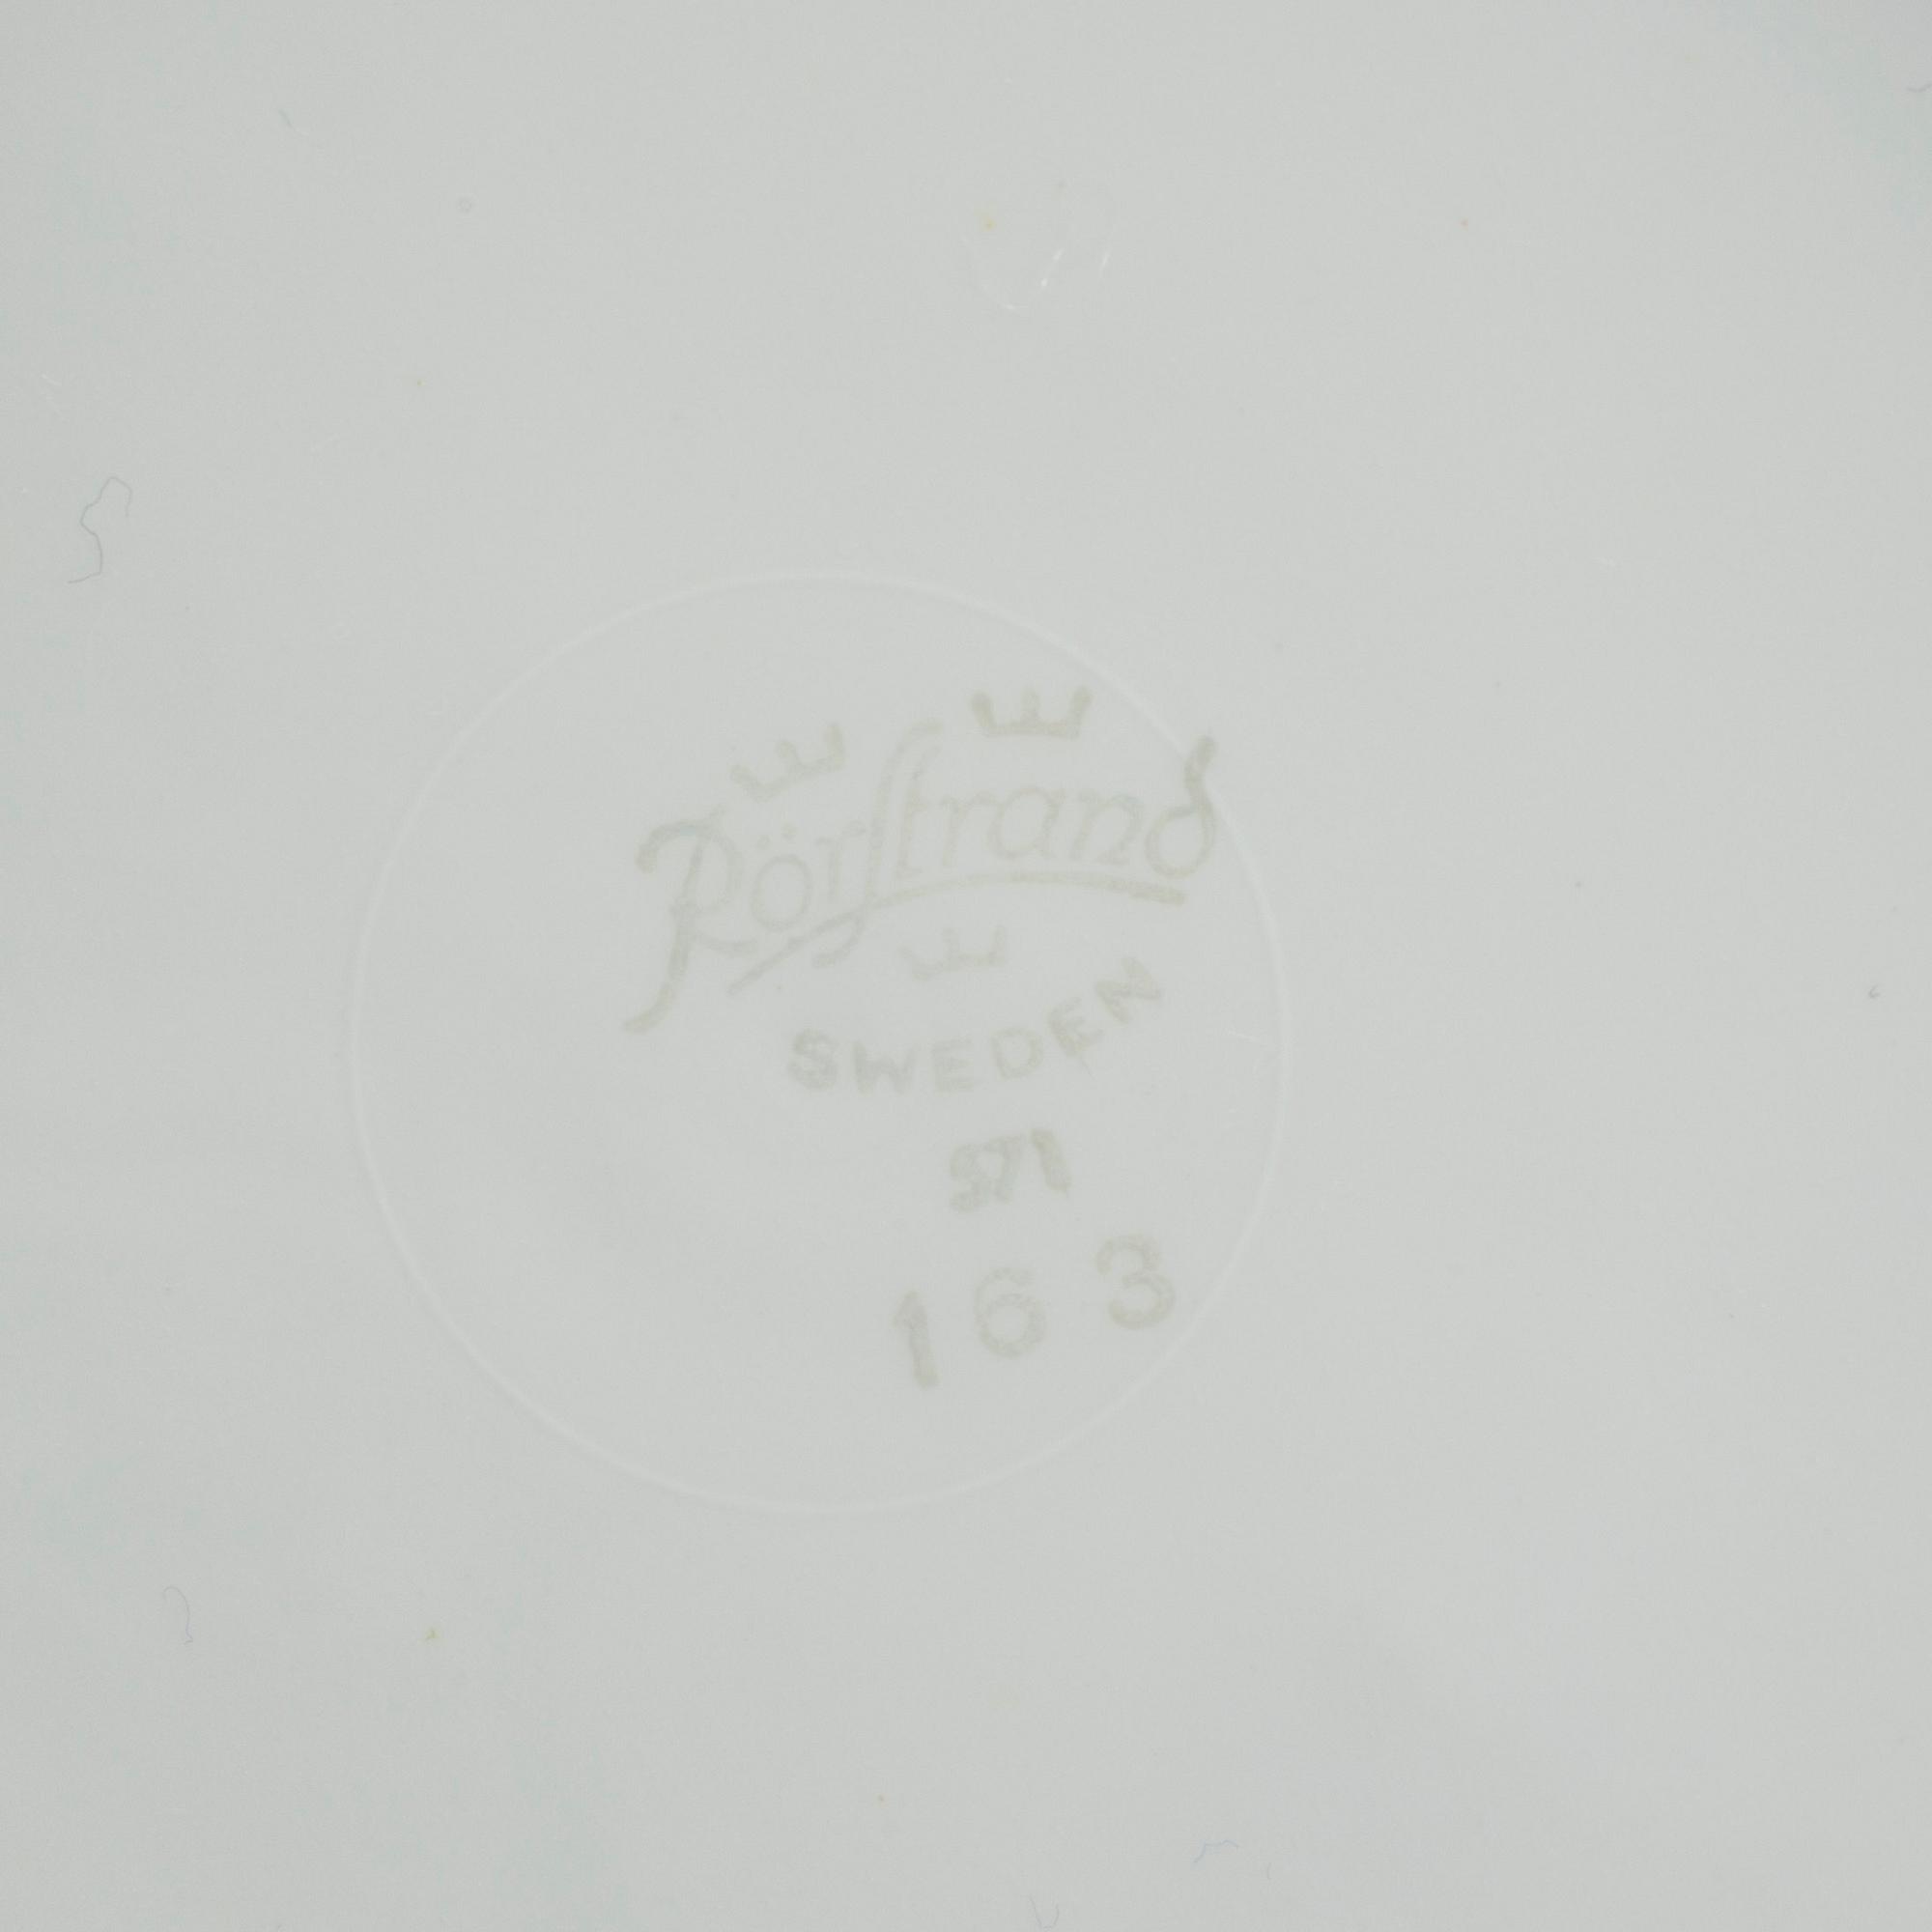 Rörstrand
SWEDEN
163